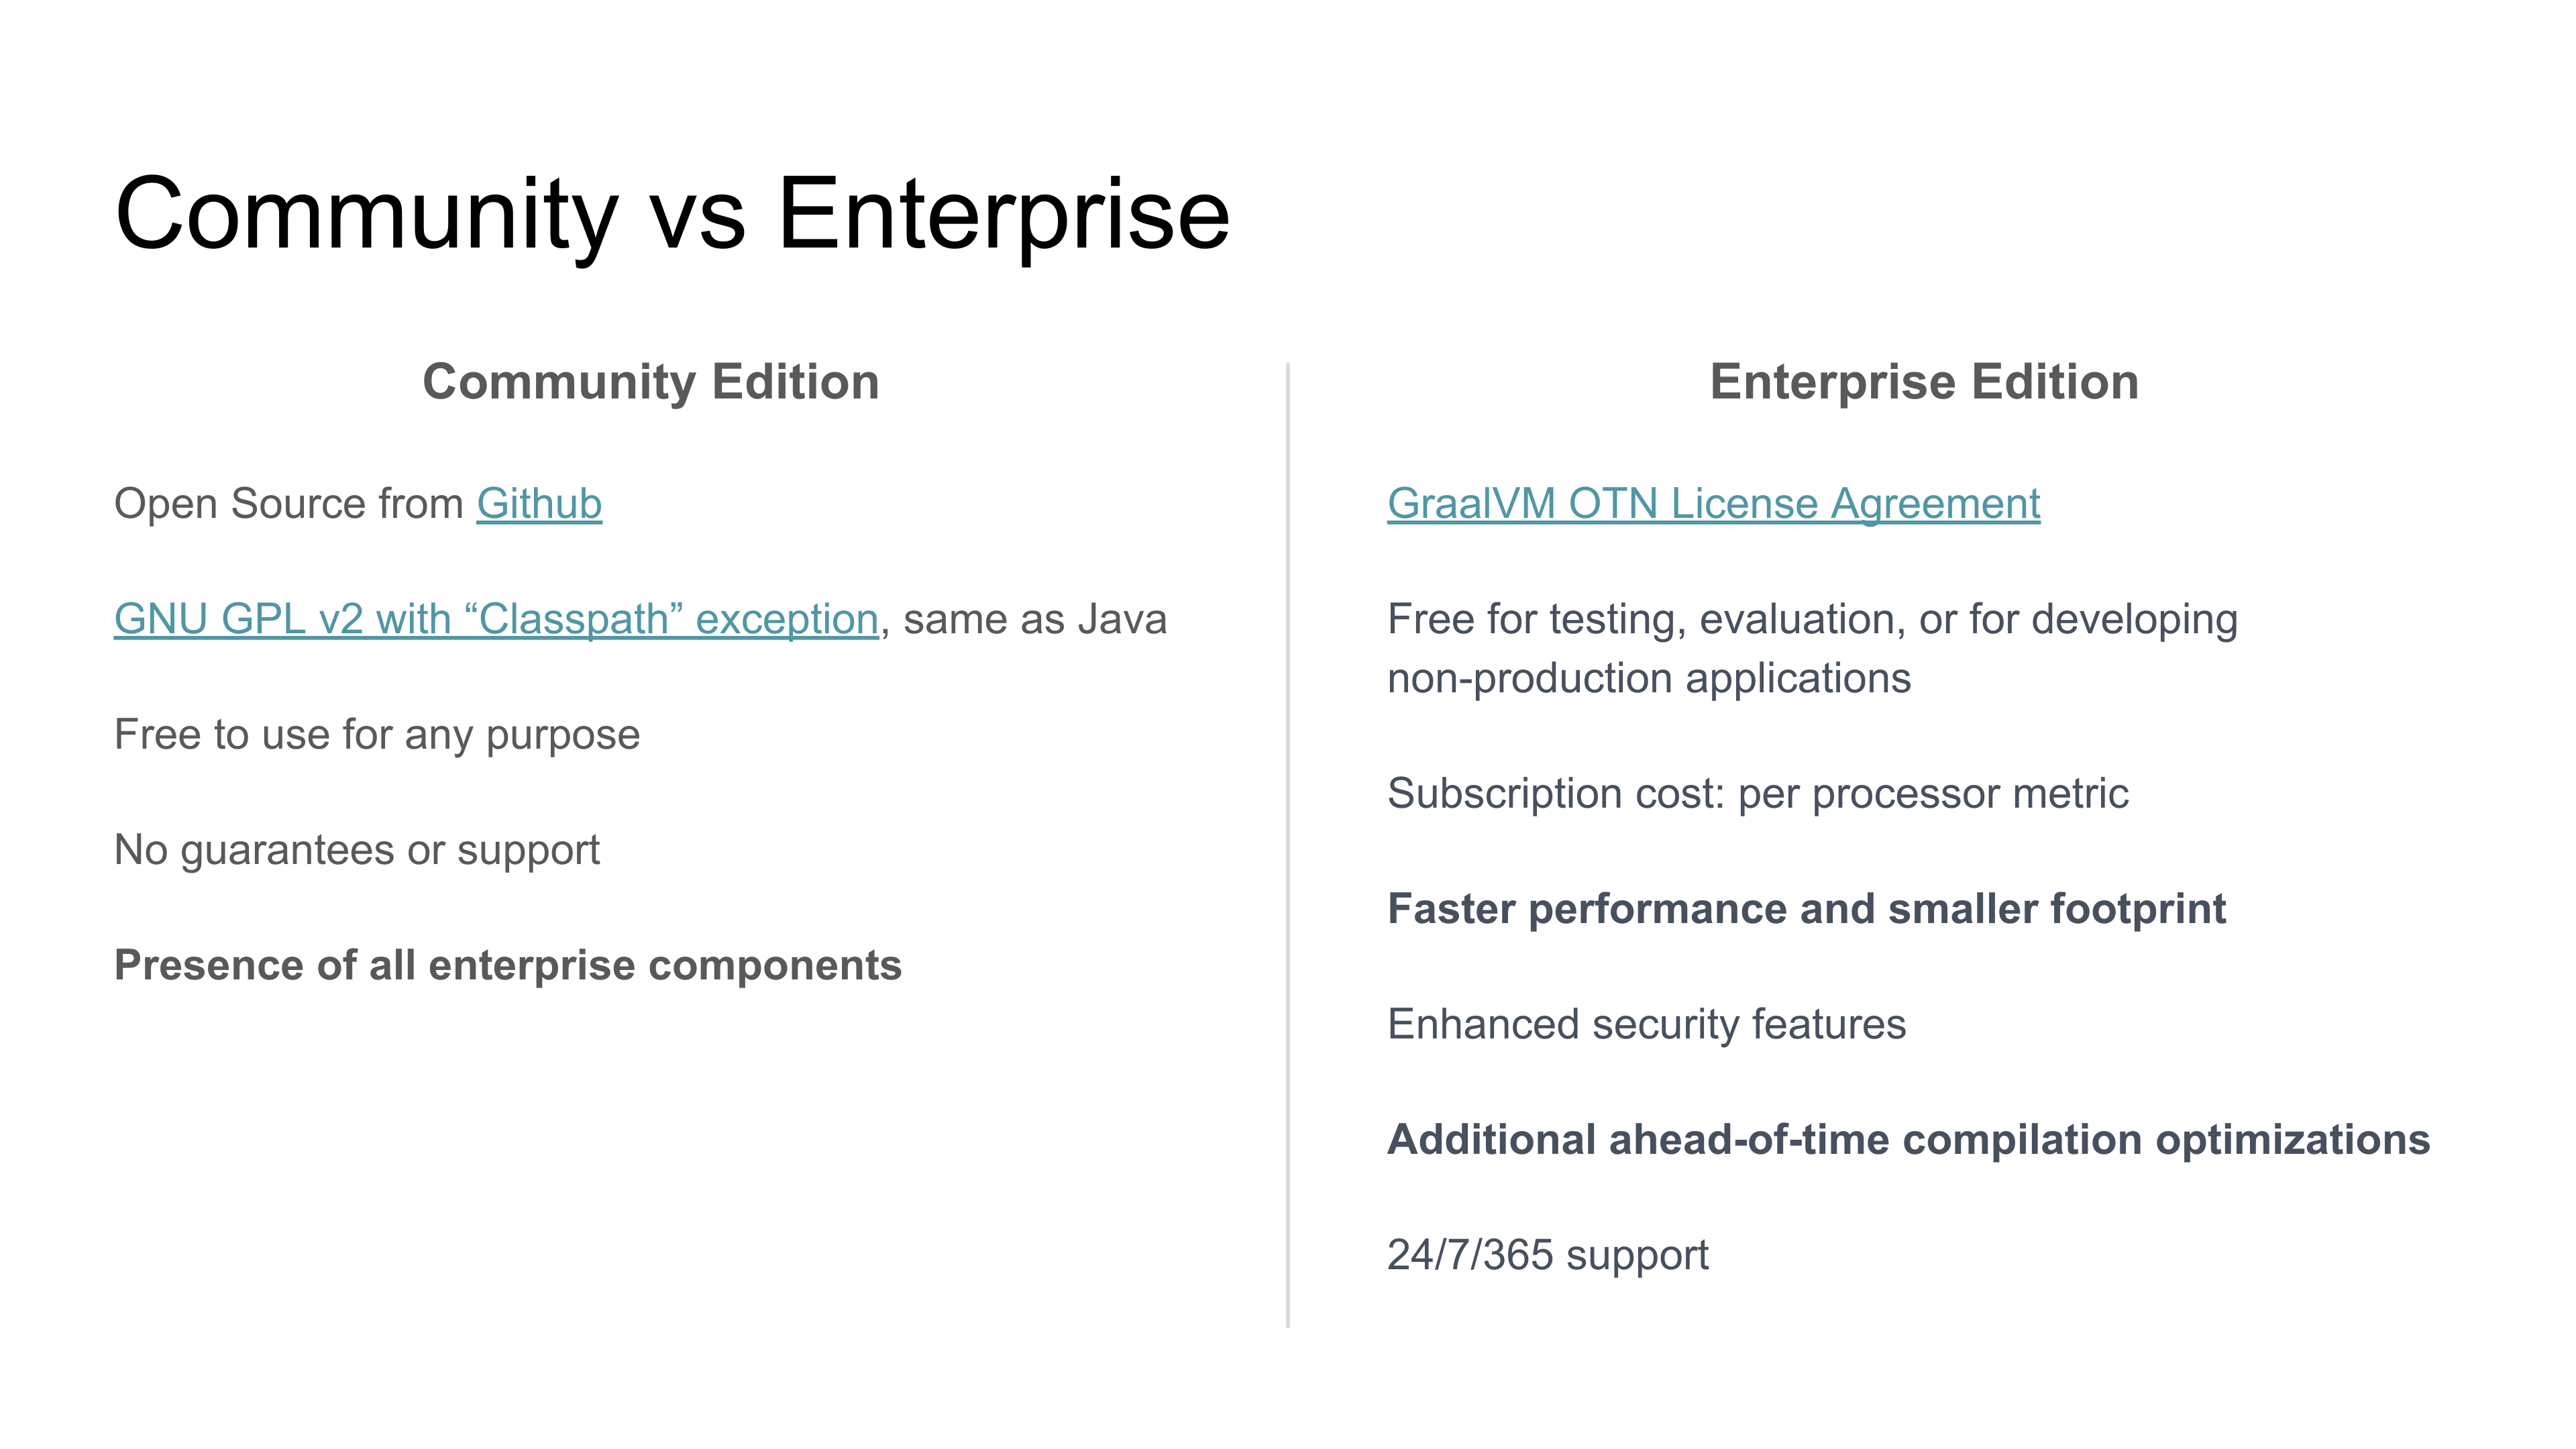 Community vs Enterprise
Community Edition
Open Source from Github
GNU GPL v2 with “Classpath” exception, same as Java
Free to use for any purpose
No guarantees or support
Presence of all enterprise components
Enterprise Edition
GraalVM OTN License Agreement
Free for testing, evaluation, or for developing
non-production applications
Subscription cost: per processor metric
Faster performance and smaller footprint
Enhanced security features
Additional ahead-of-time compilation optimizations
24/7/365 support